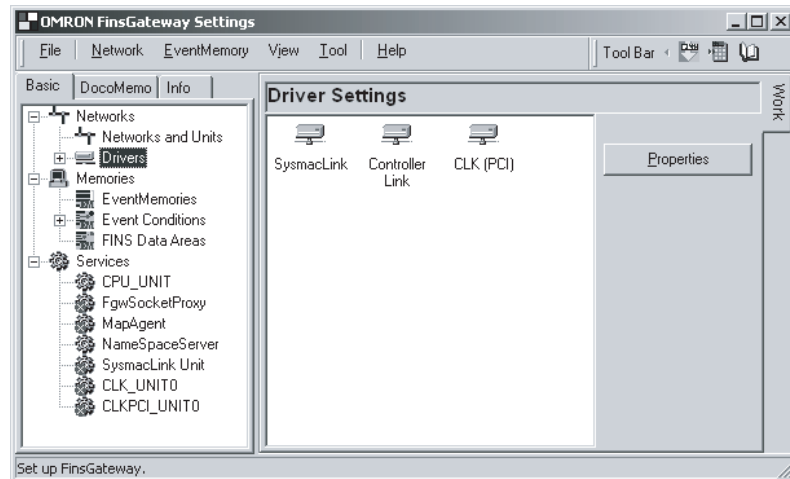 OMRON FinsGateway Settings
File Network EventMemory View Tool Help
Tool Bar
Basic DocoMemo Info
Networks
Networks and Units
Drivers
Memories
EventMemories
Event Conditions
FINS Data Areas
Services
CPU_UNIT
FgwSocketProxy
MapAgent
NameSpaceServer
SysmacLink Unit
CLK_UNIT0
CLKPCI_UNIT0
Driver Settings
SysmacLink
Controller
Link
CLK (PCI)
Properties
Work
Set up FinsGateway.